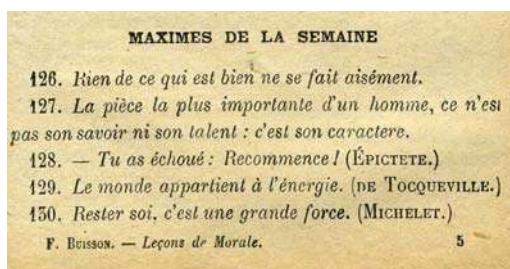 MAXIMES DE LA SEMAINE
126. Rien de ce qui est bien ne se fait aisément.
127. La pièce la plus importante d'un homme, ce n'est
pas son savoir ni son talent : c'est son caractere.
128. — Tu as échoué : Recommence ! (ÉPICTETE.)
129. Le monde appartient à l'énergie. (DE TOCQUEVILLE.)
130. Rester soi, c'est une grande force. (MICHELET.)
F. BUISSON. — Leçons de Morale. 5